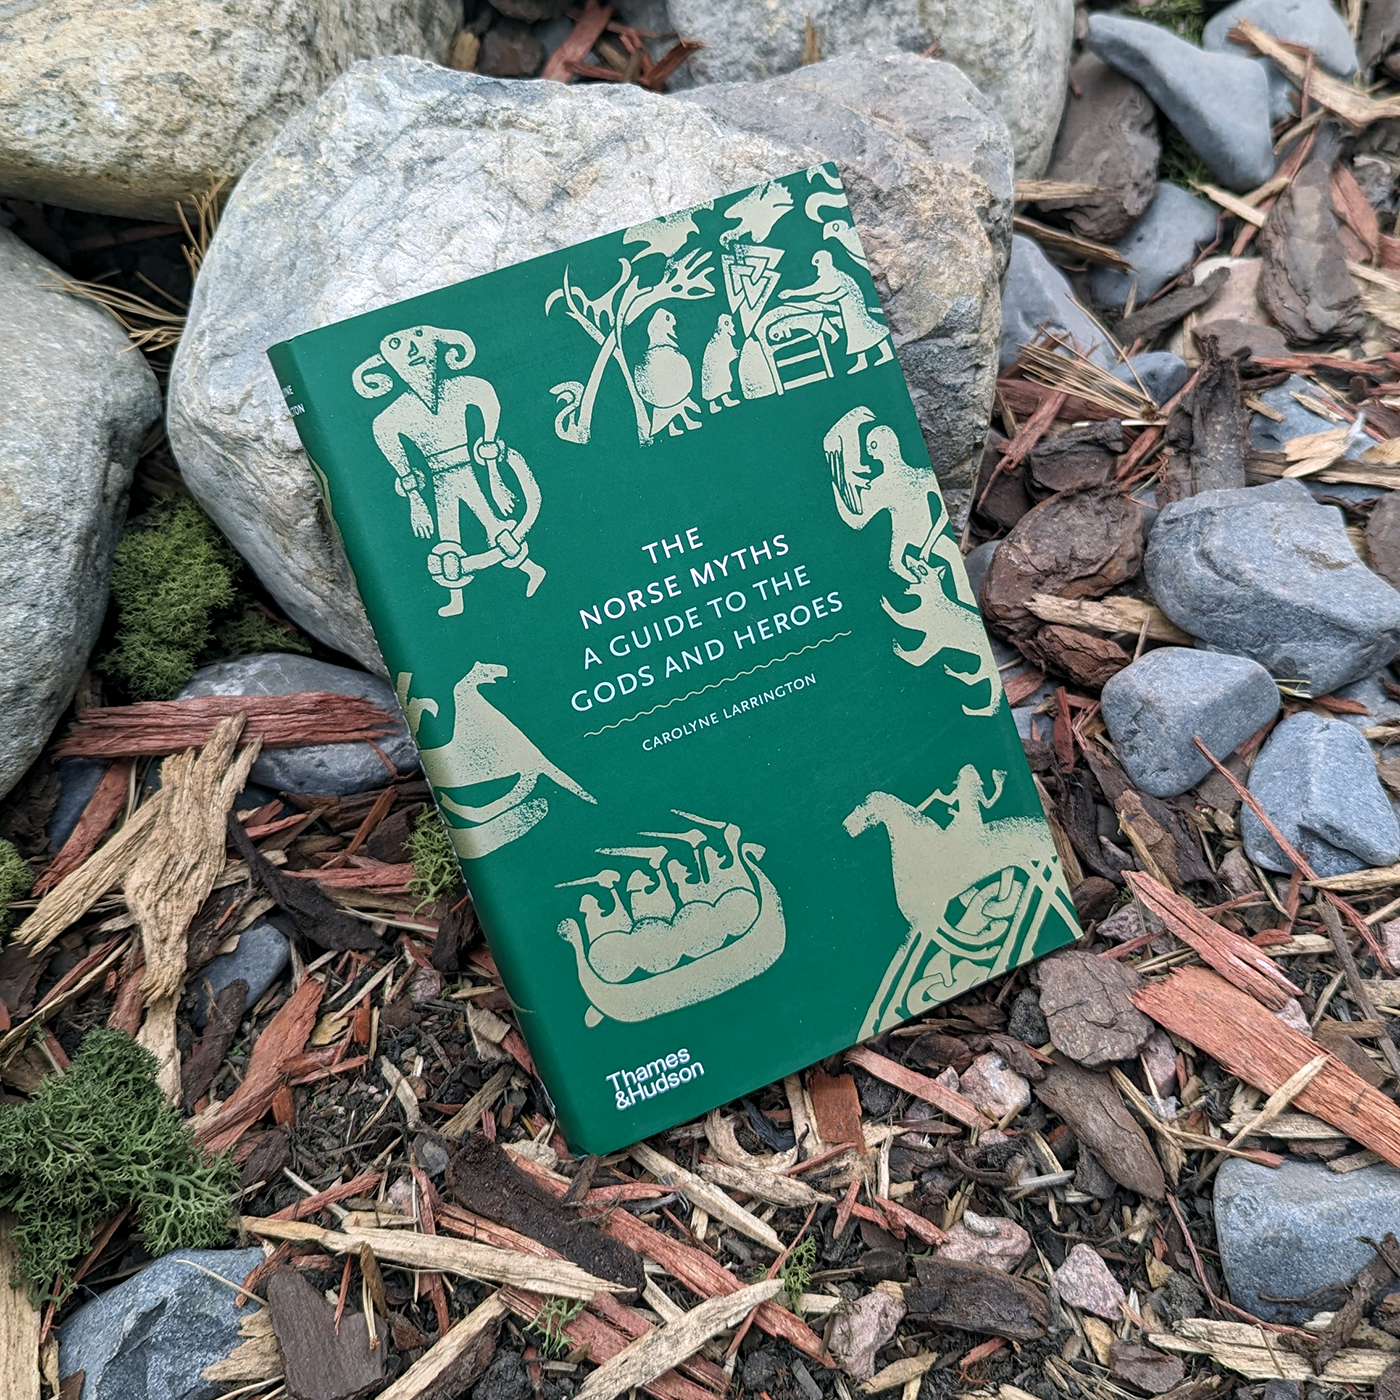 THE
NORSE MYTHS
A GUIDE TO THE
GODS AND HEROES
CAROLYNE LARRINGTON
Thames
&Hudson